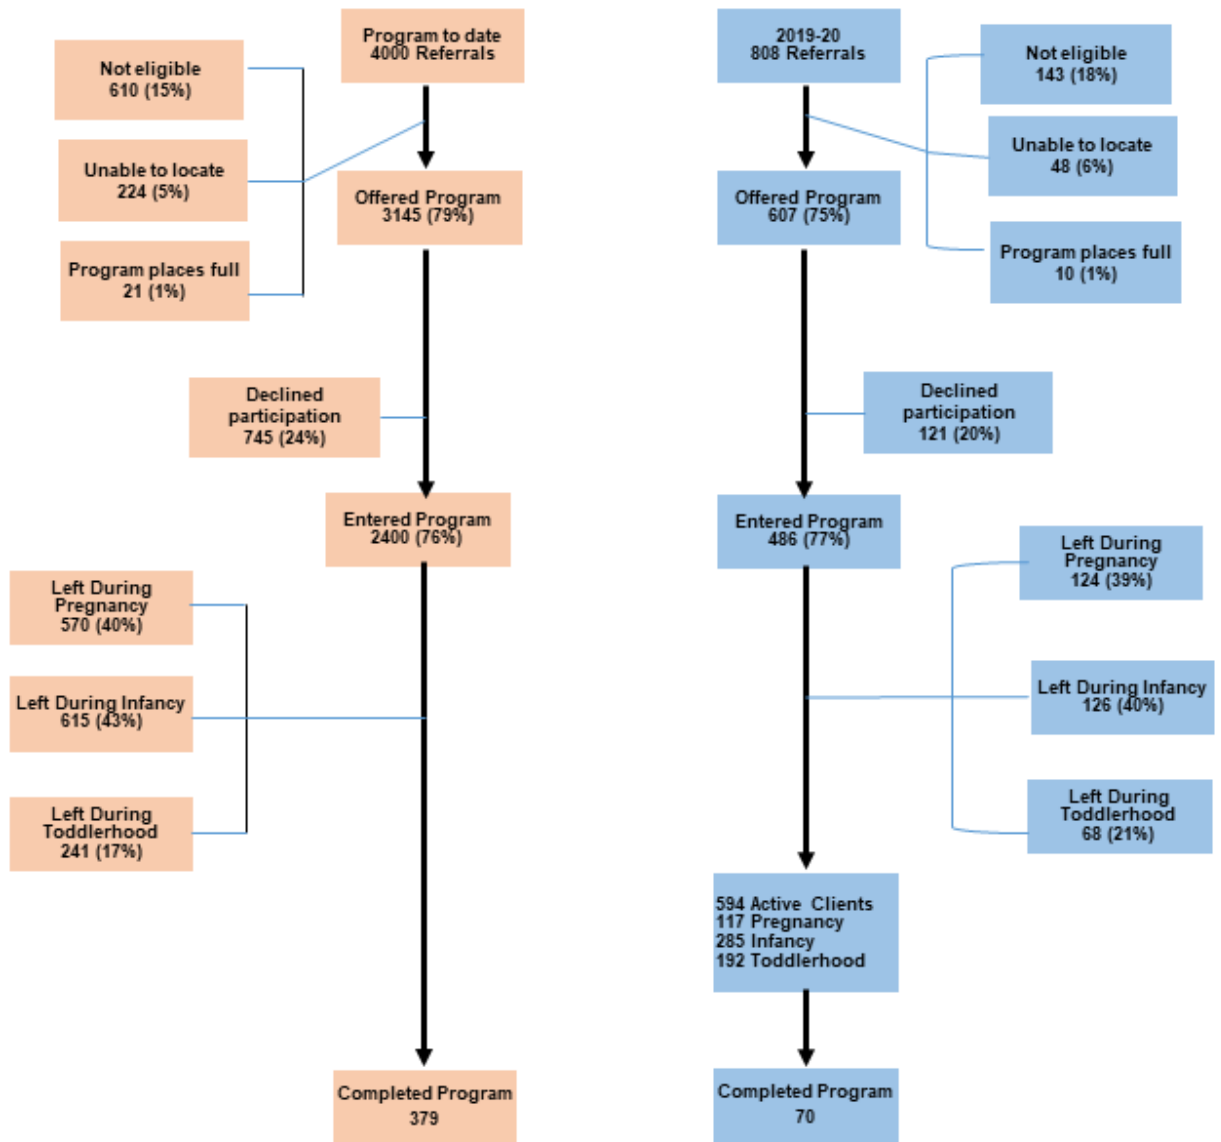 Program to date
4000 Referrals
Not eligible
610 (15%)
Unable to locate
224 (5%)
Offered Program
3145 (79%)
Program places full
21 (1%)
Declined
participation
745 (24%)
Entered Program
2400 (76%)
Left During
Pregnancy
570 (40%)
Left During Infancy
615 (43%)
Left During
Toddlerhood
241 (17%)
Completed Program
379
2019-20
808 Referrals
Not eligible
143 (18%)
Unable to locate
48 (6%)
Offered Program
607 (75%)
Program places full
10 (1%)
Declined
participation
121 (20%)
Entered Program
486 (77%)
Left During
Pregnancy
124 (39%)
Left During Infancy
126 (40%)
Left During
Toddlerhood
68 (21%)
594 Active Clients
117 Pregnancy
285 Infancy
192 Toddlerhood
Completed Program
70